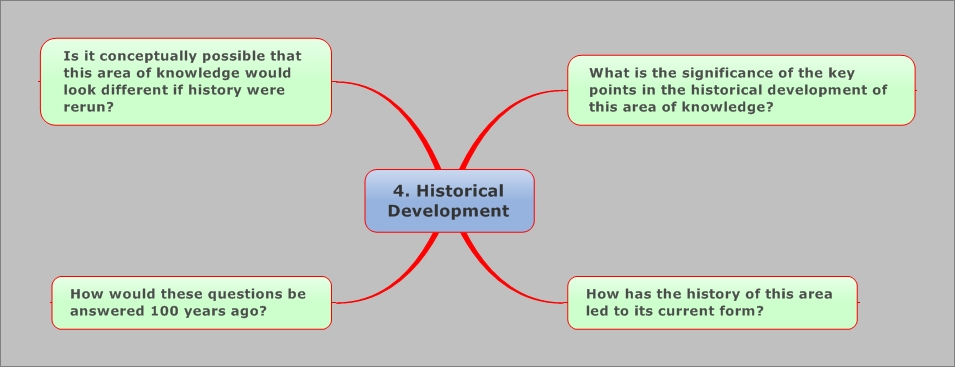 Is it conceptually possible that
this area of knowledge would
look different if history were
rerun?
What is the significance of the key
points in the historical development of
this area of knowledge?
4. Historical
Development
How would these questions be
answered 100 years ago?
How has the history of this area
led to its current form?